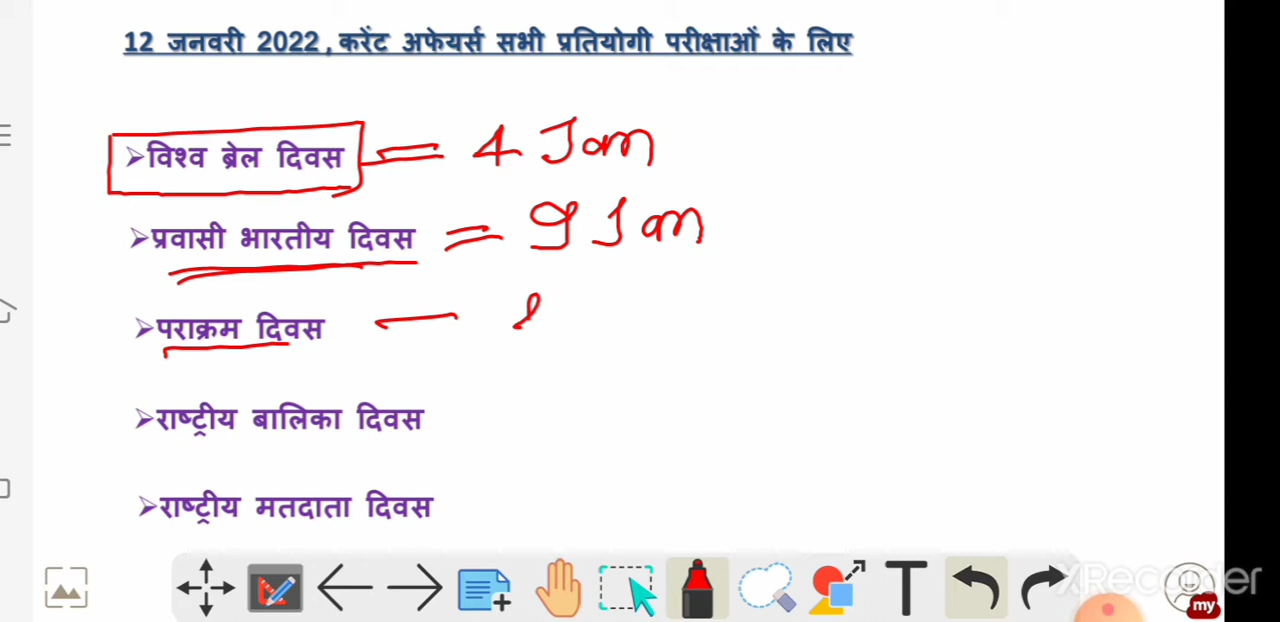 12 जनवरी 2022 , करेंट अफेयर्स सभी प्रतियोगी परीक्षाओं के लिए
➢विश्व ब्रेल दिवस = 4 Jan
➢प्रवासी भारतीय दिवस = 9 Jan
➢पराक्रम दिवस —
➢राष्ट्रीय बालिका दिवस
➢राष्ट्रीय मतदाता दिवस
T
XRecorder
my